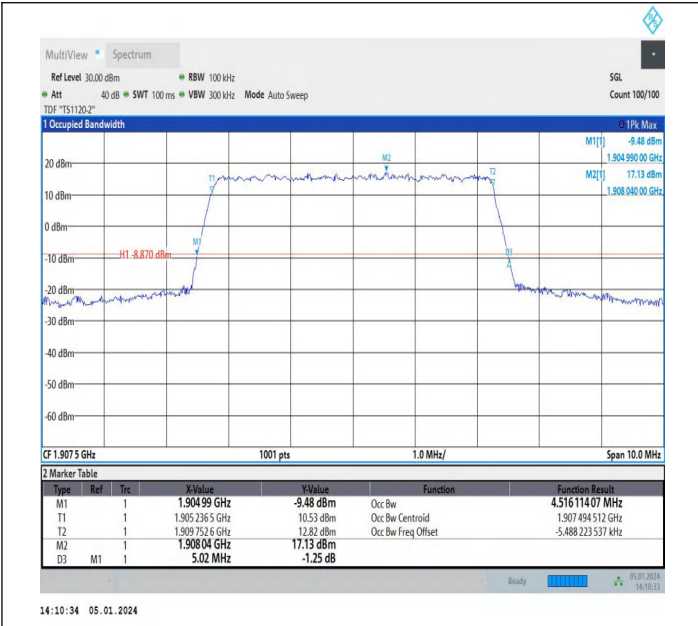 R&S
MultiView Spectrum
Ref Level 30.00 dBm RBW 100 kHz SGL
Att 40 dB SWT 100 ms VBW 300 kHz Mode Auto Sweep Count 100/100
TDF "TS1120-2"
1 Occupied Bandwidth 1Pk Max
M1[1] -9.48 dBm
1.904 990 00 GHz
M2[1] 17.13 dBm
1.908 040 00 GHz
20 dBm
M2
T1
T2
10 dBm
0 dBm
M1
H1 -8.870 dBm
D3
-10 dBm
-20 dBm
-30 dBm
-40 dBm
-50 dBm
-60 dBm
CF 1.907 5 GHz 1001 pts 1.0 MHz/ Span 10.0 MHz
2 Marker Table
Type Ref Trc X-Value Y-Value Function Function Result
M1 1 1.904 99 GHz -9.48 dBm Occ Bw 4.516 114 07 MHz
T1 1 1.905 236 5 GHz 10.53 dBm Occ Bw Centroid 1.907 494 512 GHz
T2 1 1.909 752 6 GHz 12.82 dBm Occ Bw Freq Offset -5.488 223 537 kHz
M2 1 1.908 04 GHz 17.13 dBm
D3 M1 1 5.02 MHz -1.25 dB
Ready 05.01.2024
14:10:33
14:10:34 05.01.2024